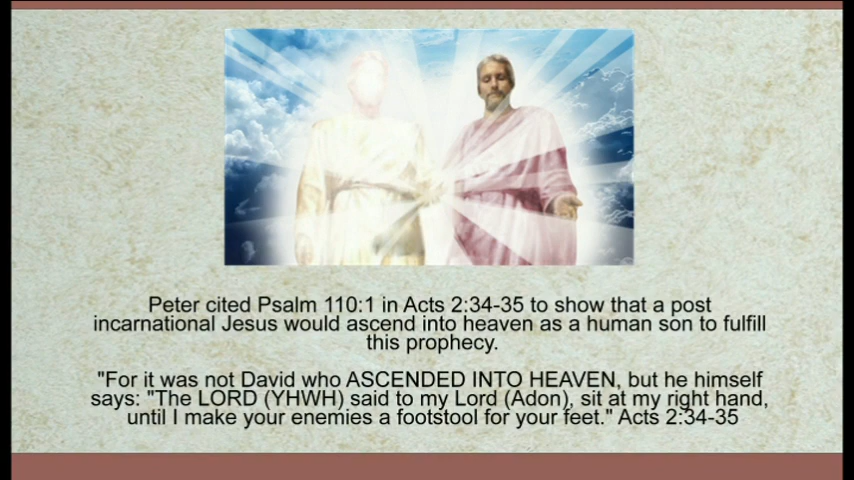 Peter cited Psalm 110:1 in Acts 2:34-35 to show that a post
incarnational Jesus would ascend into heaven as a human son to fulfill
this prophecy.
"For it was not David who ASCENDED INTO HEAVEN, but he himself
says: "The LORD (YHWH) said to my Lord (Adon), sit at my right hand,
until I make your enemies a footstool for your feet." Acts 2:34-35